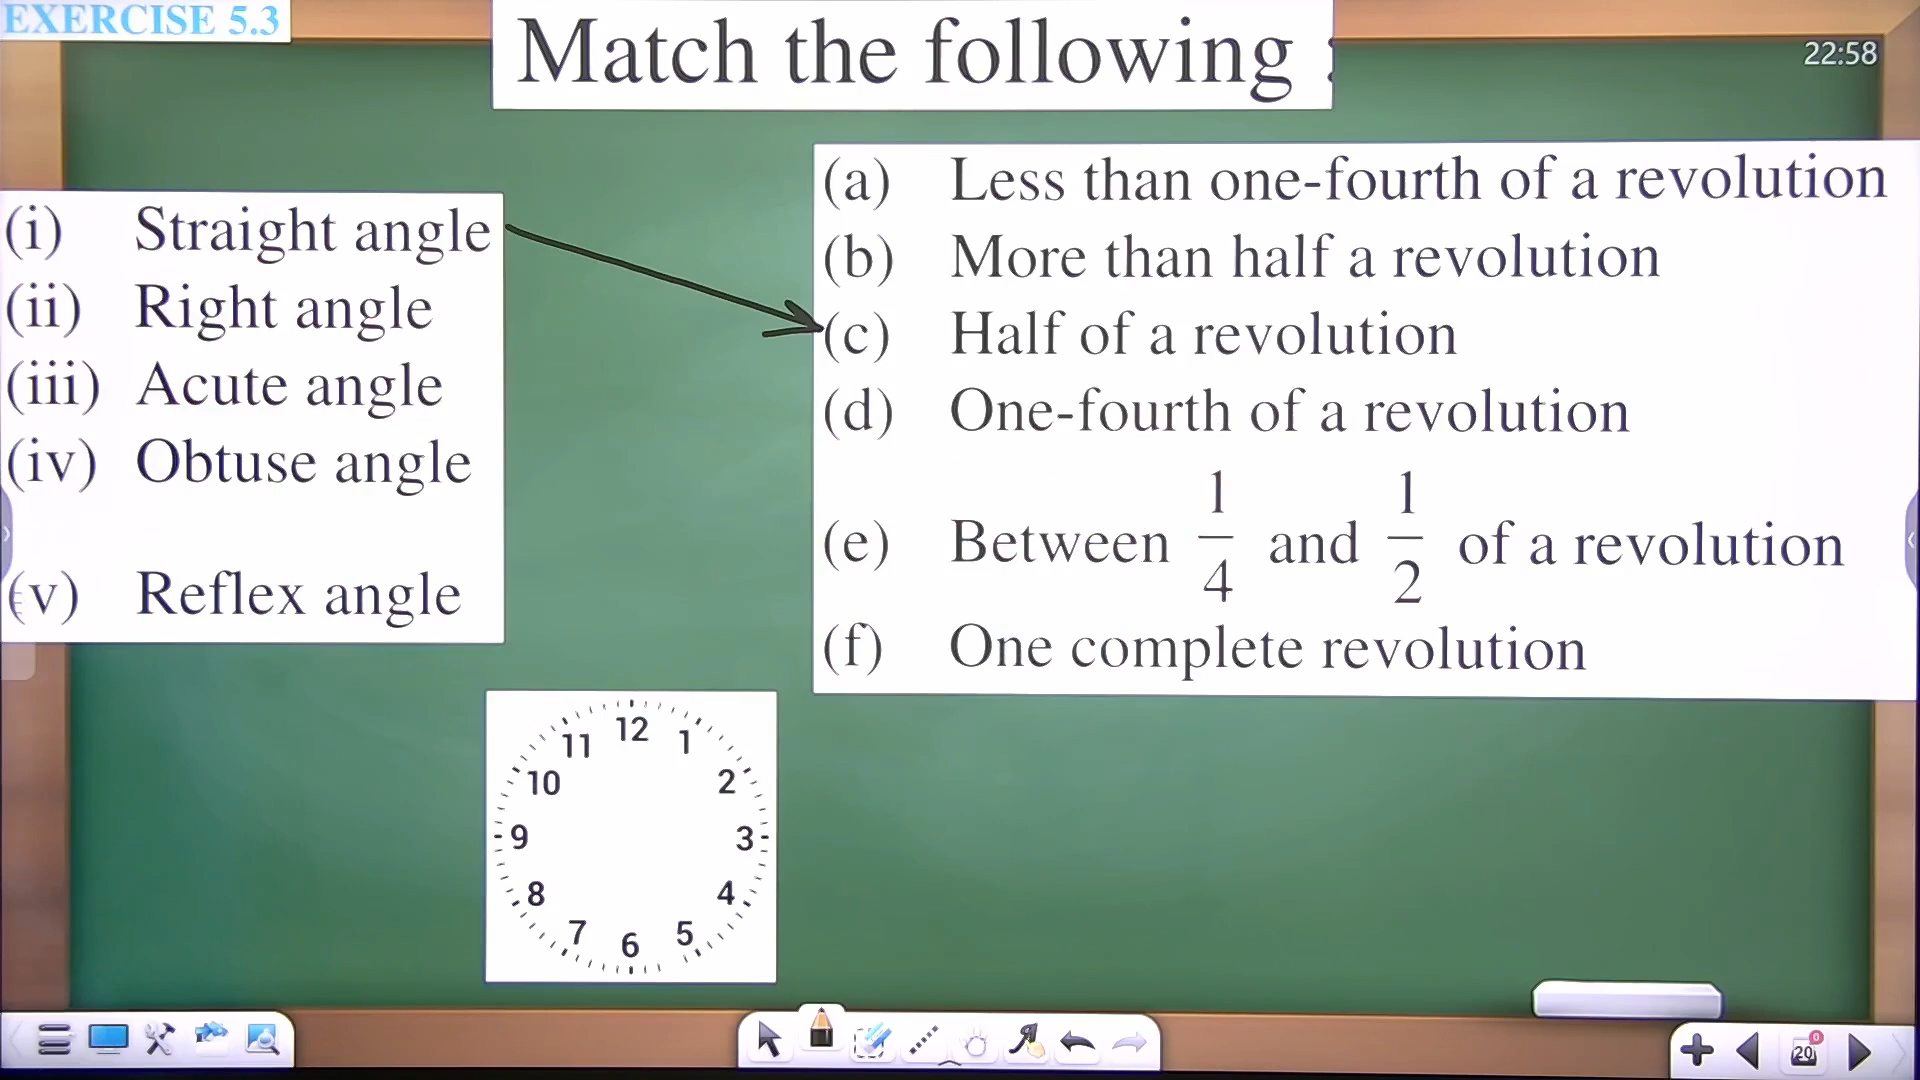 EXERCISE 5.3
Match the following :
22:58
(i) Straight angle
(ii) Right angle
(iii) Acute angle
(iv) Obtuse angle
(v) Reflex angle
(a) Less than one-fourth of a revolution
(b) More than half a revolution
(c) Half of a revolution
(d) One-fourth of a revolution
(e) Between 1/4 and 1/2 of a revolution
(f) One complete revolution
12
11 1
10 2
9 3
8 4
7 5
6
20
0